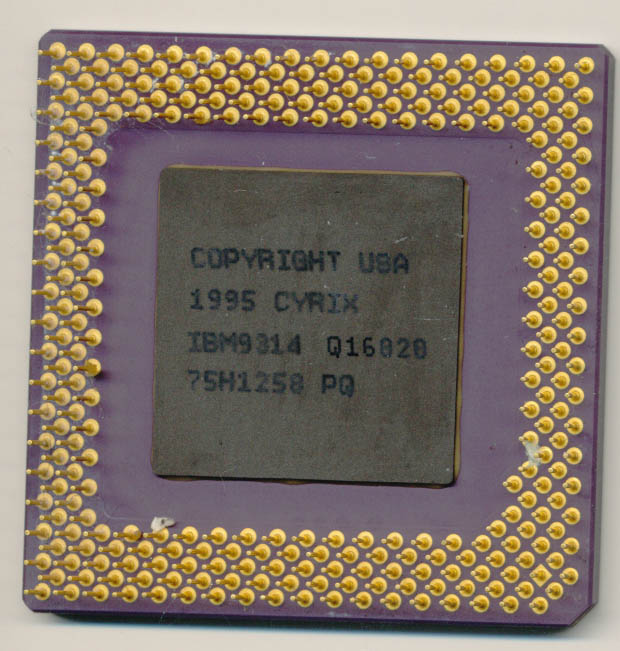 COPYRIGHT USA
1995 CYRIX
IBM9314 Q16020
75H1258 PQ